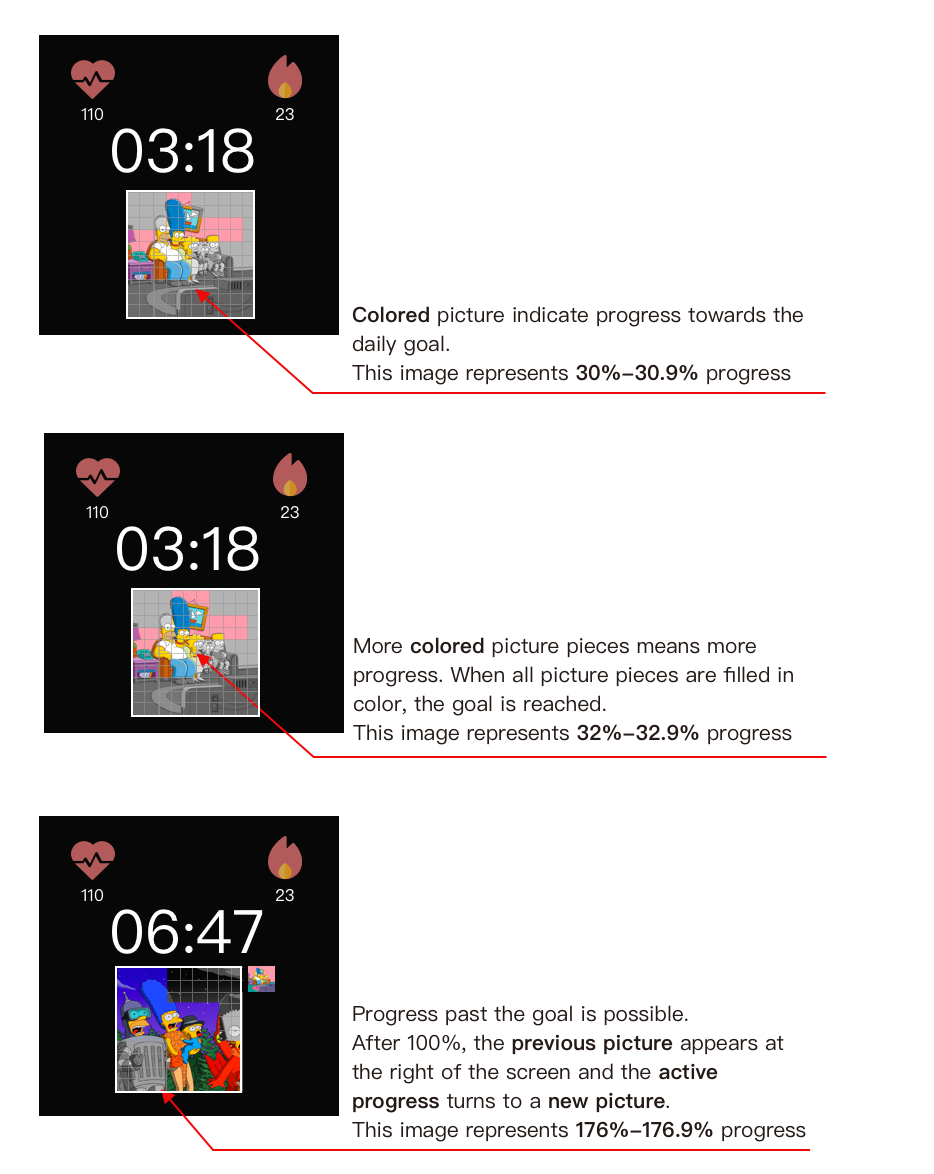 110
23
03:18
Colored picture indicate progress towards the
daily goal.
This image represents 30%–30.9% progress
110
23
03:18
More colored picture pieces means more
progress. When all picture pieces are filled in
color, the goal is reached.
This image represents 32%–32.9% progress
110
23
06:47
Progress past the goal is possible.
After 100%, the previous picture appears at
the right of the screen and the active
progress turns to a new picture.
This image represents 176%–176.9% progress